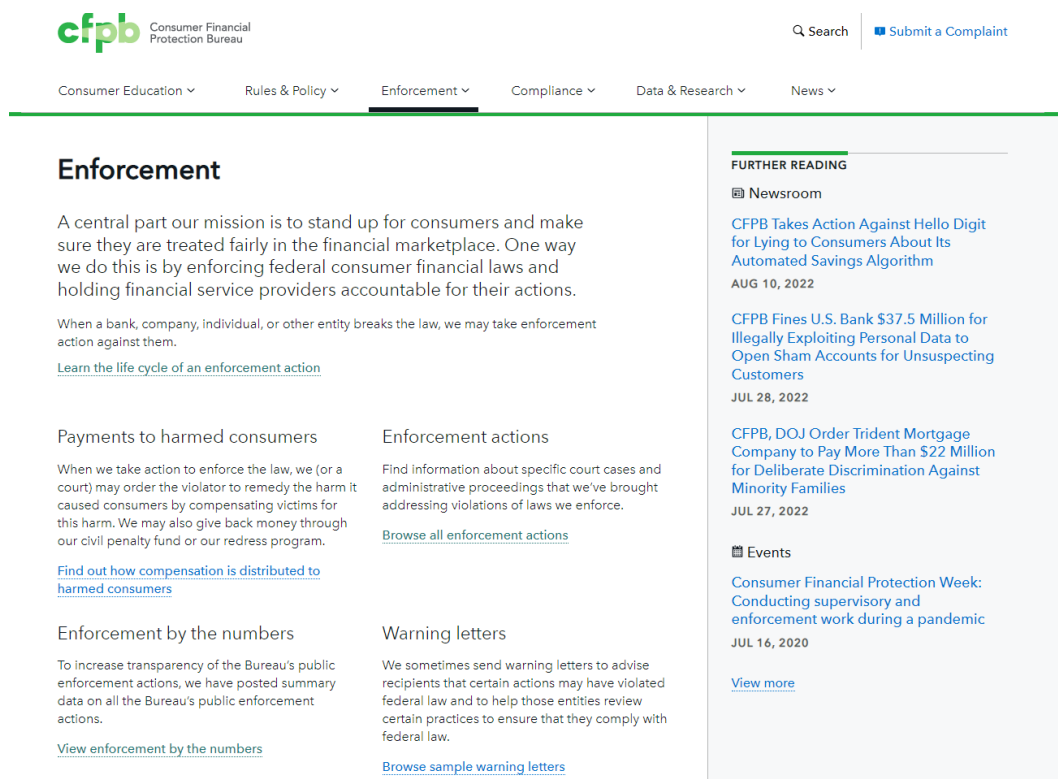 cfpb Consumer Financial
Protection Bureau
Search
Submit a Complaint
Consumer Education
Rules & Policy
Enforcement
Compliance
Data & Research
News
Enforcement
A central part our mission is to stand up for consumers and make
sure they are treated fairly in the financial marketplace. One way
we do this is by enforcing federal consumer financial laws and
holding financial service providers accountable for their actions.
When a bank, company, individual, or other entity breaks the law, we may take enforcement
action against them.
Learn the life cycle of an enforcement action
Payments to harmed consumers
When we take action to enforce the law, we (or a
court) may order the violator to remedy the harm it
caused consumers by compensating victims for
this harm. We may also give back money through
our civil penalty fund or our redress program.
Find out how compensation is distributed to
harmed consumers
Enforcement actions
Find information about specific court cases and
administrative proceedings that we've brought
addressing violations of laws we enforce.
Browse all enforcement actions
Enforcement by the numbers
To increase transparency of the Bureau's public
enforcement actions, we have posted summary
data on all the Bureau's public enforcement
actions.
View enforcement by the numbers
Warning letters
We sometimes send warning letters to advise
recipients that certain actions may have violated
federal law and to help those entities review
certain practices to ensure that they comply with
federal law.
Browse sample warning letters
FURTHER READING
Newsroom
CFPB Takes Action Against Hello Digit
for Lying to Consumers About Its
Automated Savings Algorithm
AUG 10, 2022
CFPB Fines U.S. Bank $37.5 Million for
Illegally Exploiting Personal Data to
Open Sham Accounts for Unsuspecting
Customers
JUL 28, 2022
CFPB, DOJ Order Trident Mortgage
Company to Pay More Than $22 Million
for Deliberate Discrimination Against
Minority Families
JUL 27, 2022
Events
Consumer Financial Protection Week:
Conducting supervisory and
enforcement work during a pandemic
JUL 16, 2020
View more